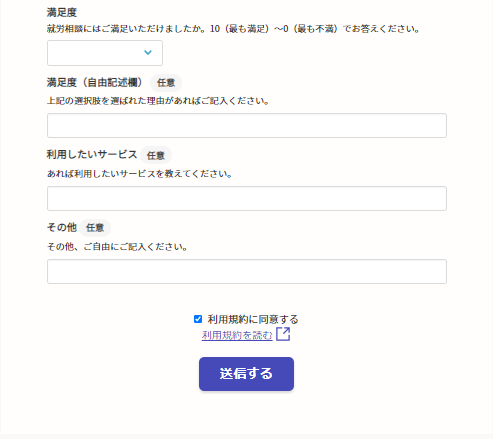 満足度
就労相談にはご満足いただけましたか。10（最も満足）～0（最も不満）でお答えください。
満足度（自由記述欄） 任意
上記の選択肢を選ばれた理由があればご記入ください。
利用したいサービス 任意
あれば利用したいサービスを教えてください。
その他 任意
その他、ご自由にご記入ください。
利用規約に同意する
利用規約を読む
送信する